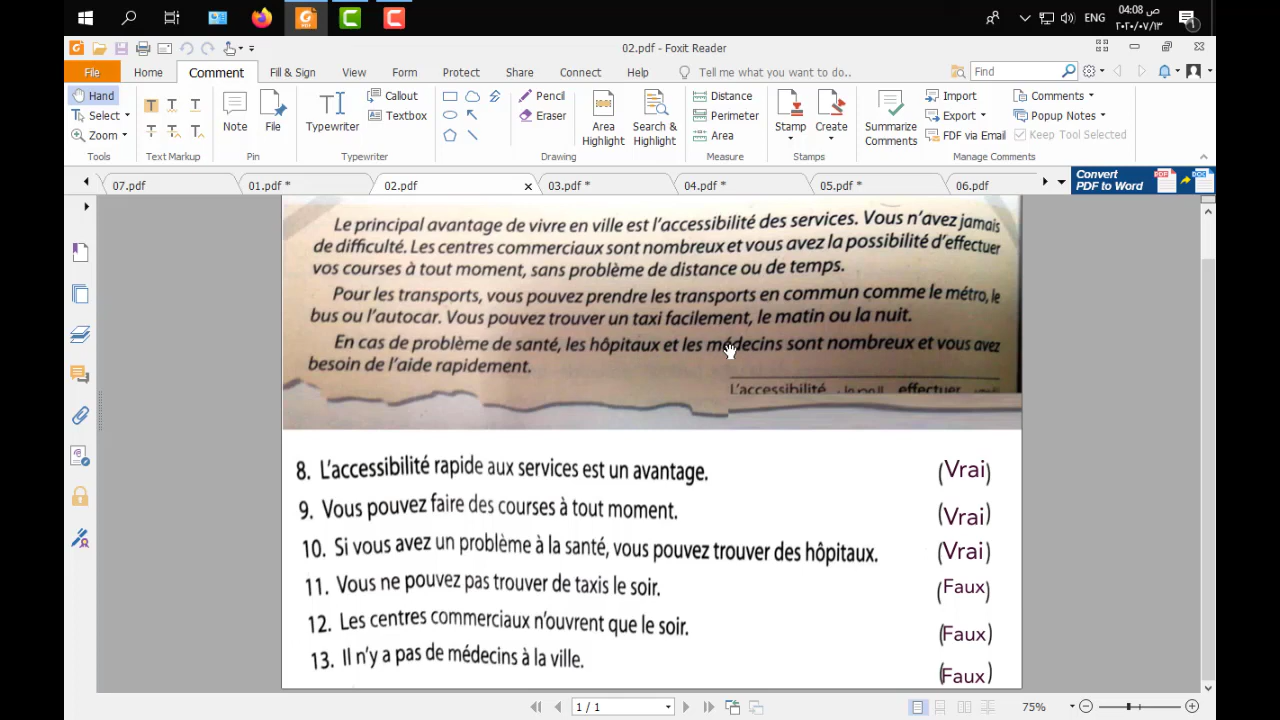 ENG
ص 04:08
٢٠٢٠/٠٧/١٣
1
02.pdf - Foxit Reader
File Home Comment Fill & Sign View Form Protect Share Connect Help Tell me what you want to do.. Find
Hand
Select
Zoom
Tools
Text Markup
Note
File
Pin
Typewriter
Callout
Textbox
Typewriter
Pencil
Eraser
Area Highlight
Search & Highlight
Drawing
Distance
Perimeter
Area
Measure
Stamp
Create
Stamps
Summarize Comments
Import
Export
FDF via Email
Comments
Popup Notes
Keep Tool Selected
Manage Comments
07.pdf 01.pdf * 02.pdf 03.pdf * 04.pdf * 05.pdf * 06.pdf
Convert
PDF to Word
Le principal avantage de vivre en ville est l'accessibilité des services. Vous n'avez jamais
de difficulté. Les centres commerciaux sont nombreux et vous avez la possibilité d'effectuer
vos courses à tout moment, sans problème de distance ou de temps.
Pour les transports, vous pouvez prendre les transports en commun comme le métro, le
bus ou l'autocar. Vous pouvez trouver un taxi facilement, le matin ou la nuit.
En cas de problème de santé, les hôpitaux et les médecins sont nombreux et vous avez
besoin de l'aide rapidement.
L'accessibilité effectuer
8. L'accessibilité rapide aux services est un avantage. (Vrai)
9. Vous pouvez faire des courses à tout moment. (Vrai)
10. Si vous avez un problème à la santé, vous pouvez trouver des hôpitaux. (Vrai)
11. Vous ne pouvez pas trouver de taxis le soir. (Faux)
12. Les centres commerciaux n'ouvrent que le soir. (Faux)
13. Il n'y a pas de médecins à la ville. (Faux)
1 / 1
75%